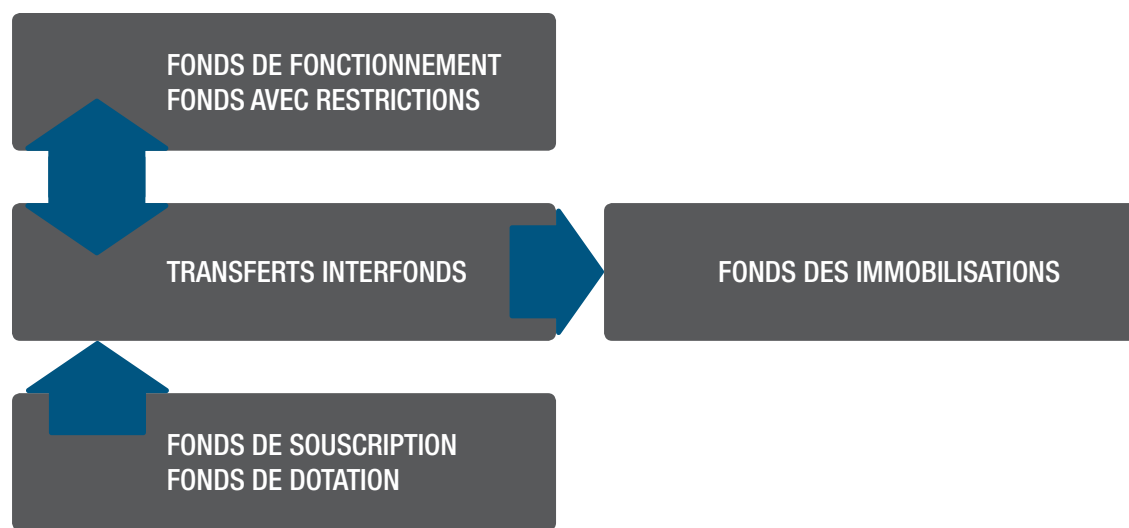 FONDS DE FONCTIONNEMENT
FONDS AVEC RESTRICTIONS
TRANSFERTS INTERFONDS
FONDS DES IMMOBILISATIONS
FONDS DE SOUSCRIPTION
FONDS DE DOTATION